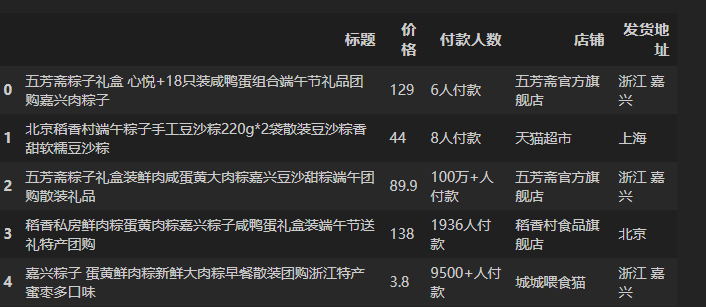 标题 价格 付款人数 店铺 发货地址
0 五芳斋粽子礼盒 心悦+18只装咸鸭蛋组合端午节礼品团购嘉兴肉粽子 129 6人付款 五芳斋官方旗舰店 浙江 嘉兴
1 北京稻香村端午粽子手工豆沙粽220g*2袋散装豆沙粽香甜软糯豆沙粽 44 8人付款 天猫超市 上海
2 五芳斋粽子礼盒装鲜肉咸蛋黄大肉粽嘉兴豆沙甜粽端午团购散装礼品 89.9 100万+人付款 五芳斋官方旗舰店 浙江 嘉兴
3 稻香私房鲜肉粽蛋黄肉粽嘉兴粽子咸鸭蛋礼盒装端午节送礼特产团购 138 1936人付款 稻香村食品旗舰店 北京
4 嘉兴粽子 蛋黄鲜肉粽新鲜大肉粽早餐散装团购浙江特产蜜枣多口味 3.8 9500+人付款 城城喂食猫 浙江 嘉兴